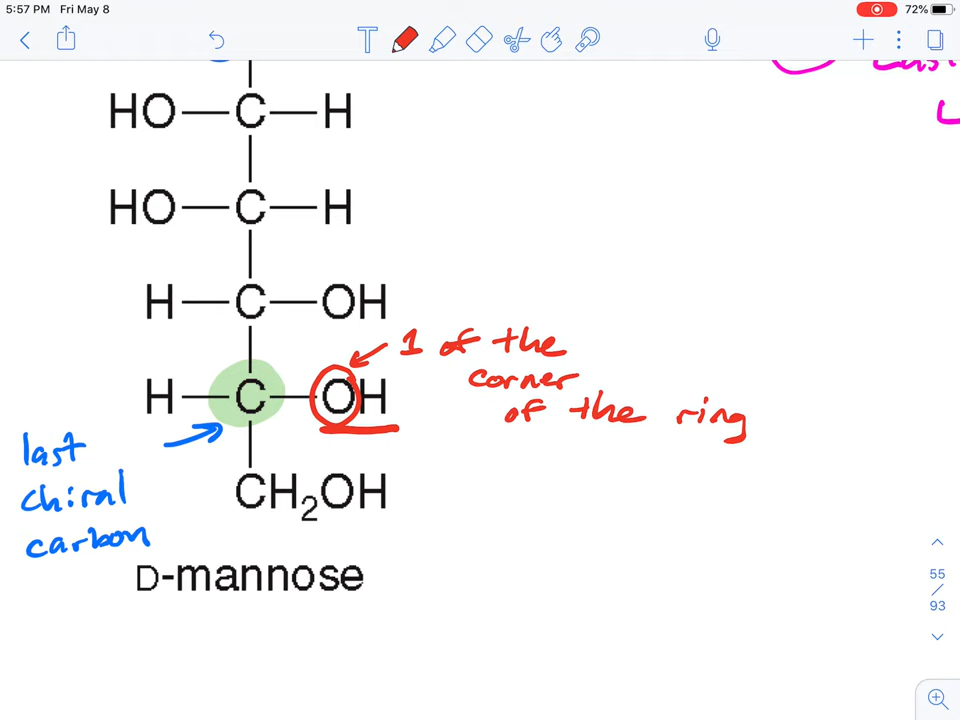 5:57 PM Fri May 8
72%
T
HO—C—H
HO—C—H
H—C—OH
H—C—OH
CH₂OH
D-mannose
1 of the
corner
of the ring
last
chiral
carbon
55
/
93